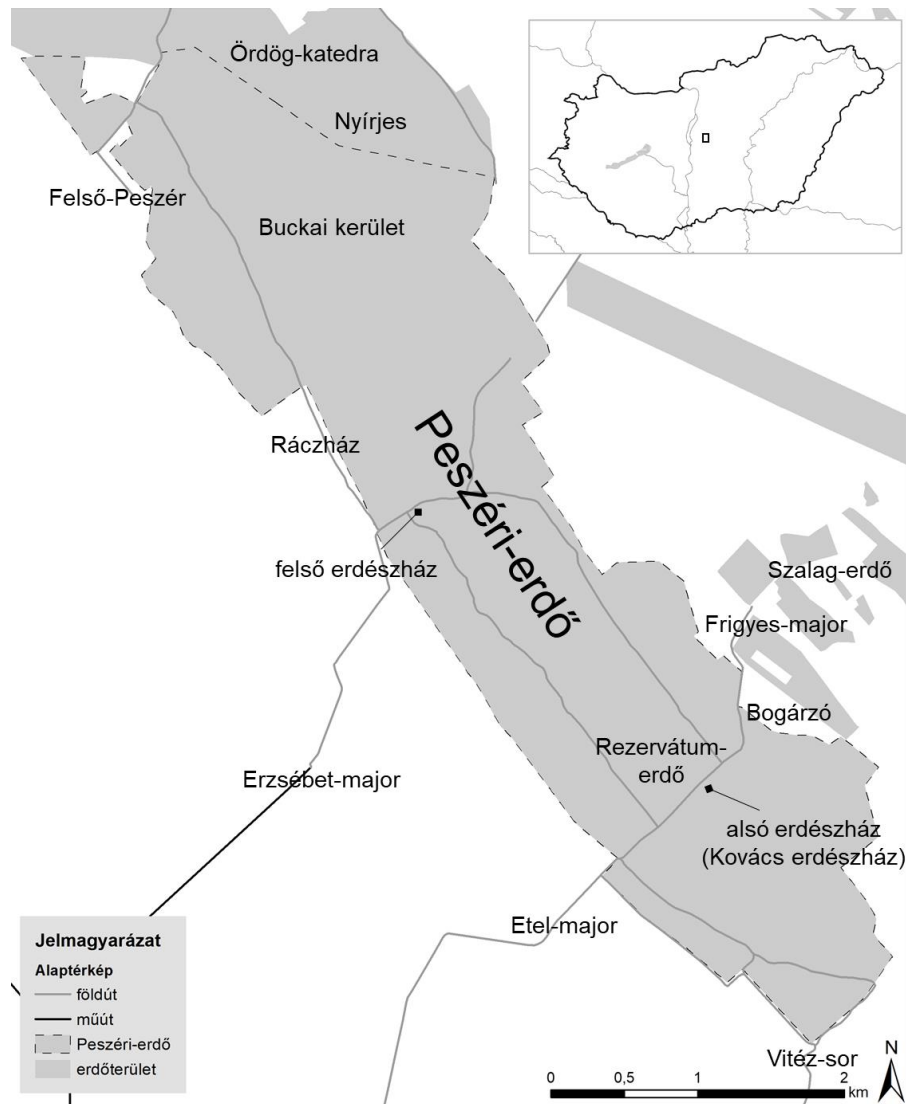 Ördög-katedra
Nyírjes
Felső-Peszér
Buckai kerület
Ráczház
Peszéri-erdő
felső erdészház
Szalag-erdő
Frigyes-major
Bogárzó
Rezervátum-
erdő
Erzsébet-major
alsó erdészház
(Kovács erdészház)
Etel-major
Vitéz-sor
Jelmagyarázat
Alaptérkép
földút
műút
Peszéri-erdő
erdőterület
N
0 0,5 1 2
km